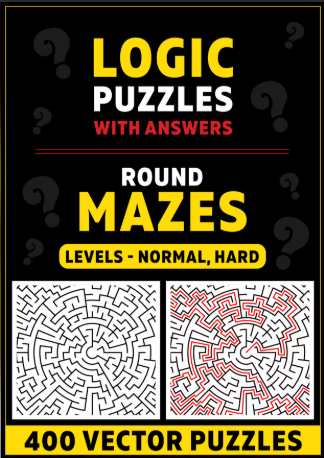 LOGIC
PUZZLES
WITH ANSWERS
ROUND
MAZES
LEVELS - NORMAL, HARD
400 VECTOR PUZZLES